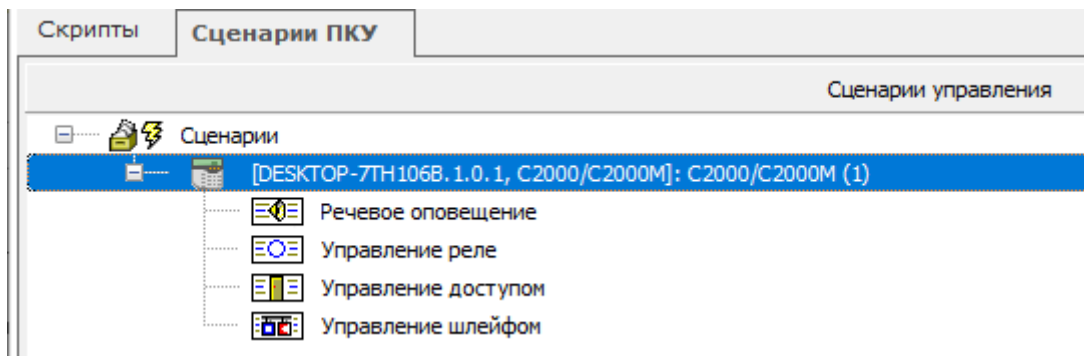 Скрипты Сценарии ПКУ
Сценарии управления
Сценарии
[DESKTOP-7TH106B.1.0.1, C2000/C2000M]: C2000/C2000M (1)
Речевое оповещение
Управление реле
Управление доступом
Управление шлейфом